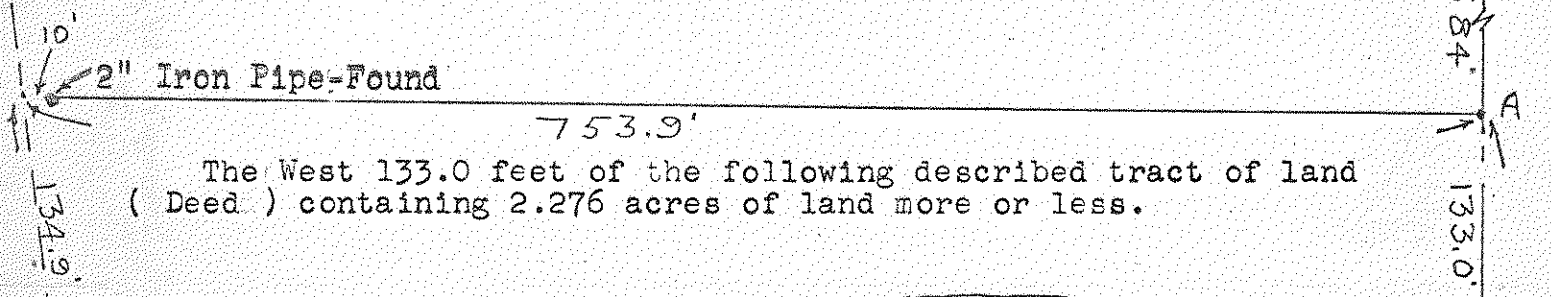 10'
84'
2" Iron Pipe-Found
A
753.9'
The West 133.0 feet of the following described tract of land
( Deed ) containing 2.276 acres of land more or less.
134.9'
133.0'